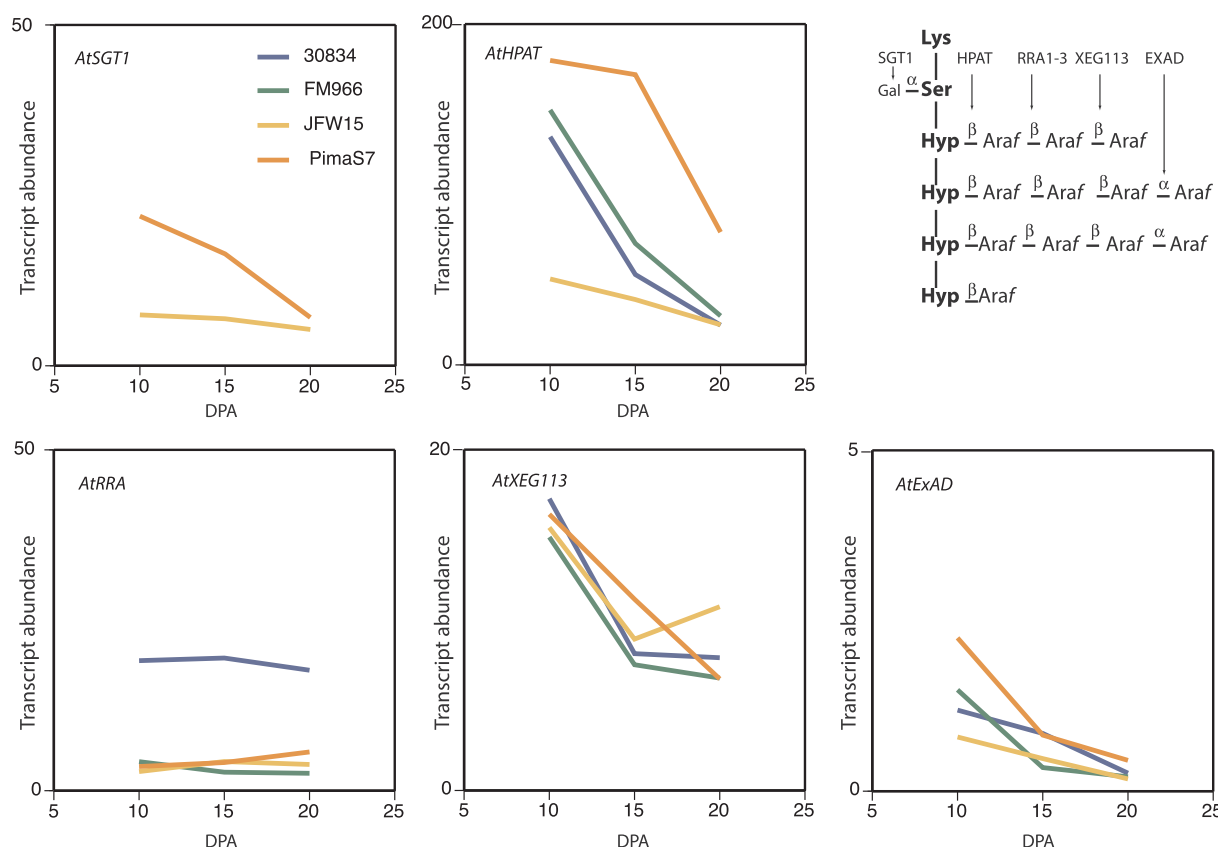 50
AtSGT1
30834
FM966
JFW15
PimaS7
Transcript abundance
0
5 10 15 20 25
DPA
200
AtHPAT
Transcript abundance
0
5 10 15 20 25
DPA
Lys
SGT1 HPAT RRA1-3 XEG113 EXAD
Gal α Ser
β β β
Hyp Araf Araf Araf
β β β α
Hyp Araf Araf Araf Araf
β β β α
Hyp Araf Araf Araf Araf
β
Hyp Araf
50
AtRRA
Transcript abundance
0
5 10 15 20 25
DPA
20
AtXEG113
Transcript abundance
0
5 10 15 20 25
DPA
5
AtExAD
Transcript abundance
0
5 10 15 20 25
DPA